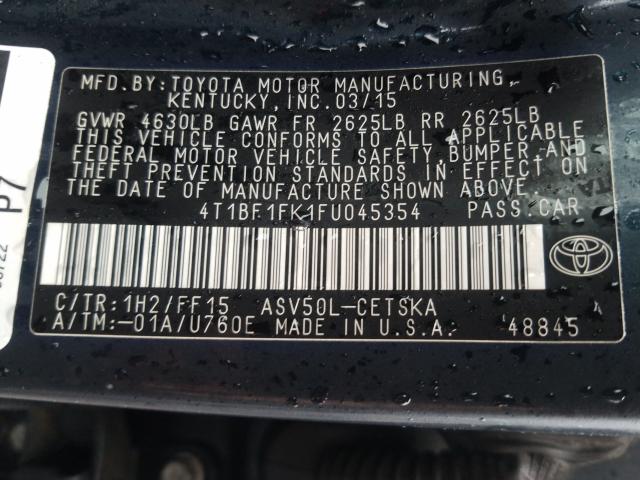 MFD. BY: TOYOTA MOTOR MANUFACTURING,
KENTUCKY, INC. 03/15
GVWR 4630LB GAWR FR 2625LB RR 2625LB
THIS VEHICLE CONFORMS TO ALL APPLICABLE
FEDERAL MOTOR VEHICLE SAFETY, BUMPER AND
THEFT PREVENTION STANDARDS IN EFFECT ON
THE DATE OF MANUFACTURE SHOWN ABOVE.
4T1BF1FK1FU045354 PASS. CAR
C/TR: 1H2/FF15 ASV50L-CETSKA
A/TM: -01A/U760E MADE IN U.S.A. 48845
P7